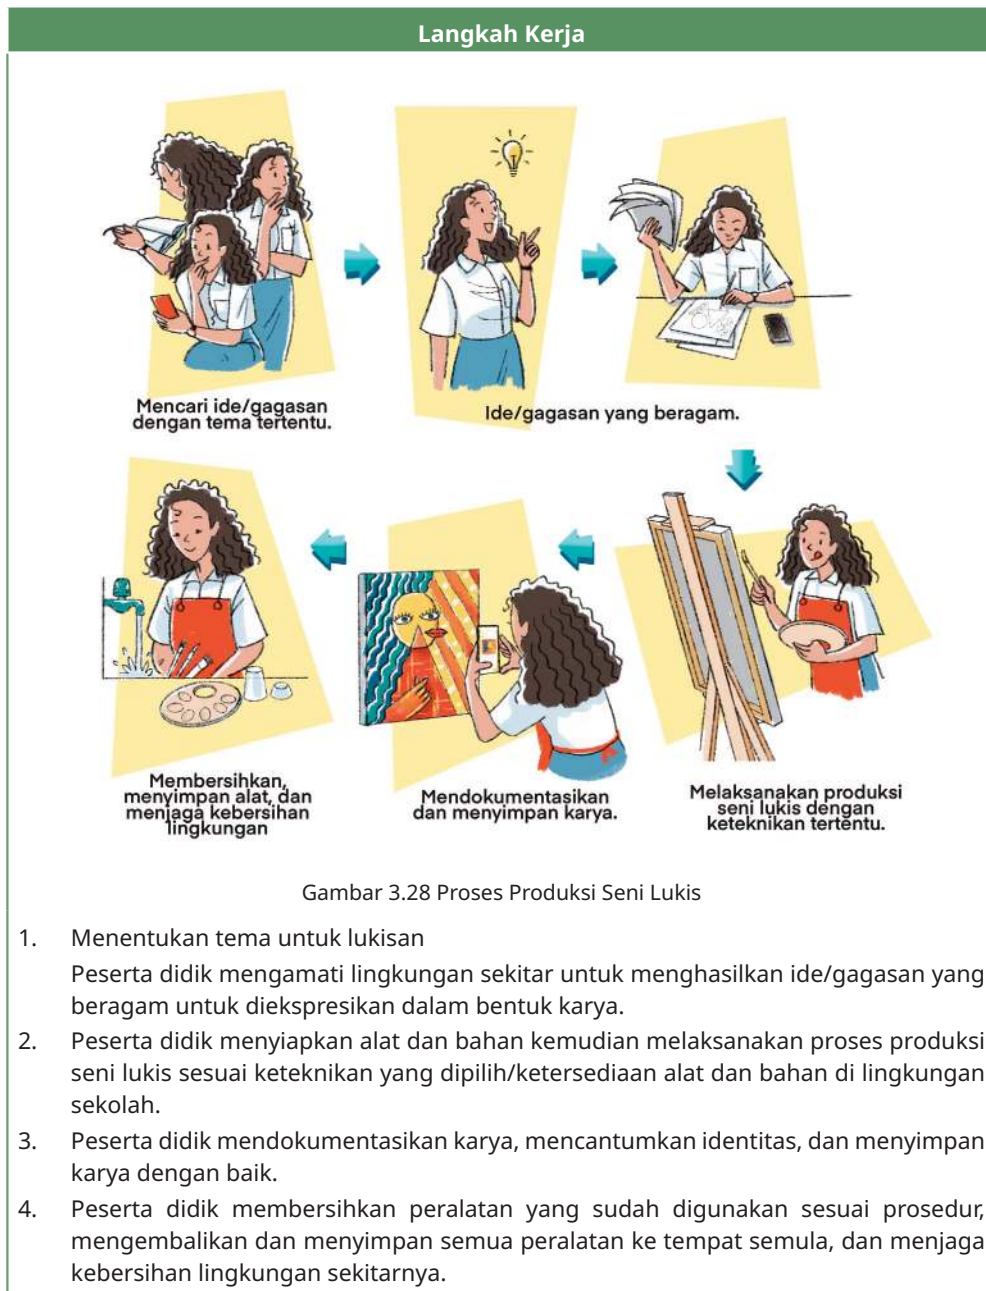 Langkah Kerja
Mencari ide/gagasan
dengan tema tertentu.
Ide/gagasan yang beragam.
Membersihkan,
menyimpan alat, dan
menjaga kebersihan
lingkungan
Mendokumentasikan
dan menyimpan karya.
Melaksanakan produksi
seni lukis dengan
keteknikan tertentu.
Gambar 3.28 Proses Produksi Seni Lukis
1. Menentukan tema untuk lukisan
Peserta didik mengamati lingkungan sekitar untuk menghasilkan ide/gagasan yang
beragam untuk diekspresikan dalam bentuk karya.
2. Peserta didik menyiapkan alat dan bahan kemudian melaksanakan proses produksi
seni lukis sesuai keteknikan yang dipilih/ketersediaan alat dan bahan di lingkungan
sekolah.
3. Peserta didik mendokumentasikan karya, mencantumkan identitas, dan menyimpan
karya dengan baik.
4. Peserta didik membersihkan peralatan yang sudah digunakan sesuai prosedur,
mengembalikan dan menyimpan semua peralatan ke tempat semula, dan menjaga
kebersihan lingkungan sekitarnya.